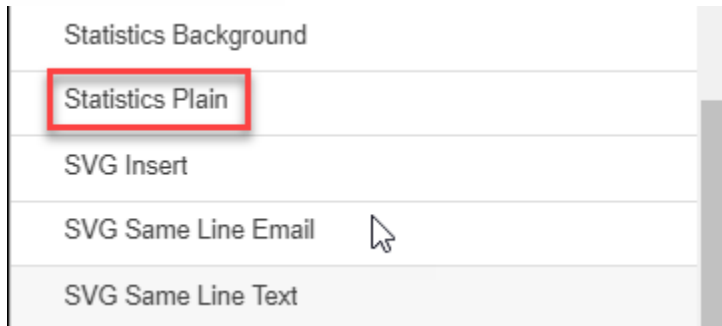 Statistics Background
Statistics Plain
SVG Insert
SVG Same Line Email
SVG Same Line Text